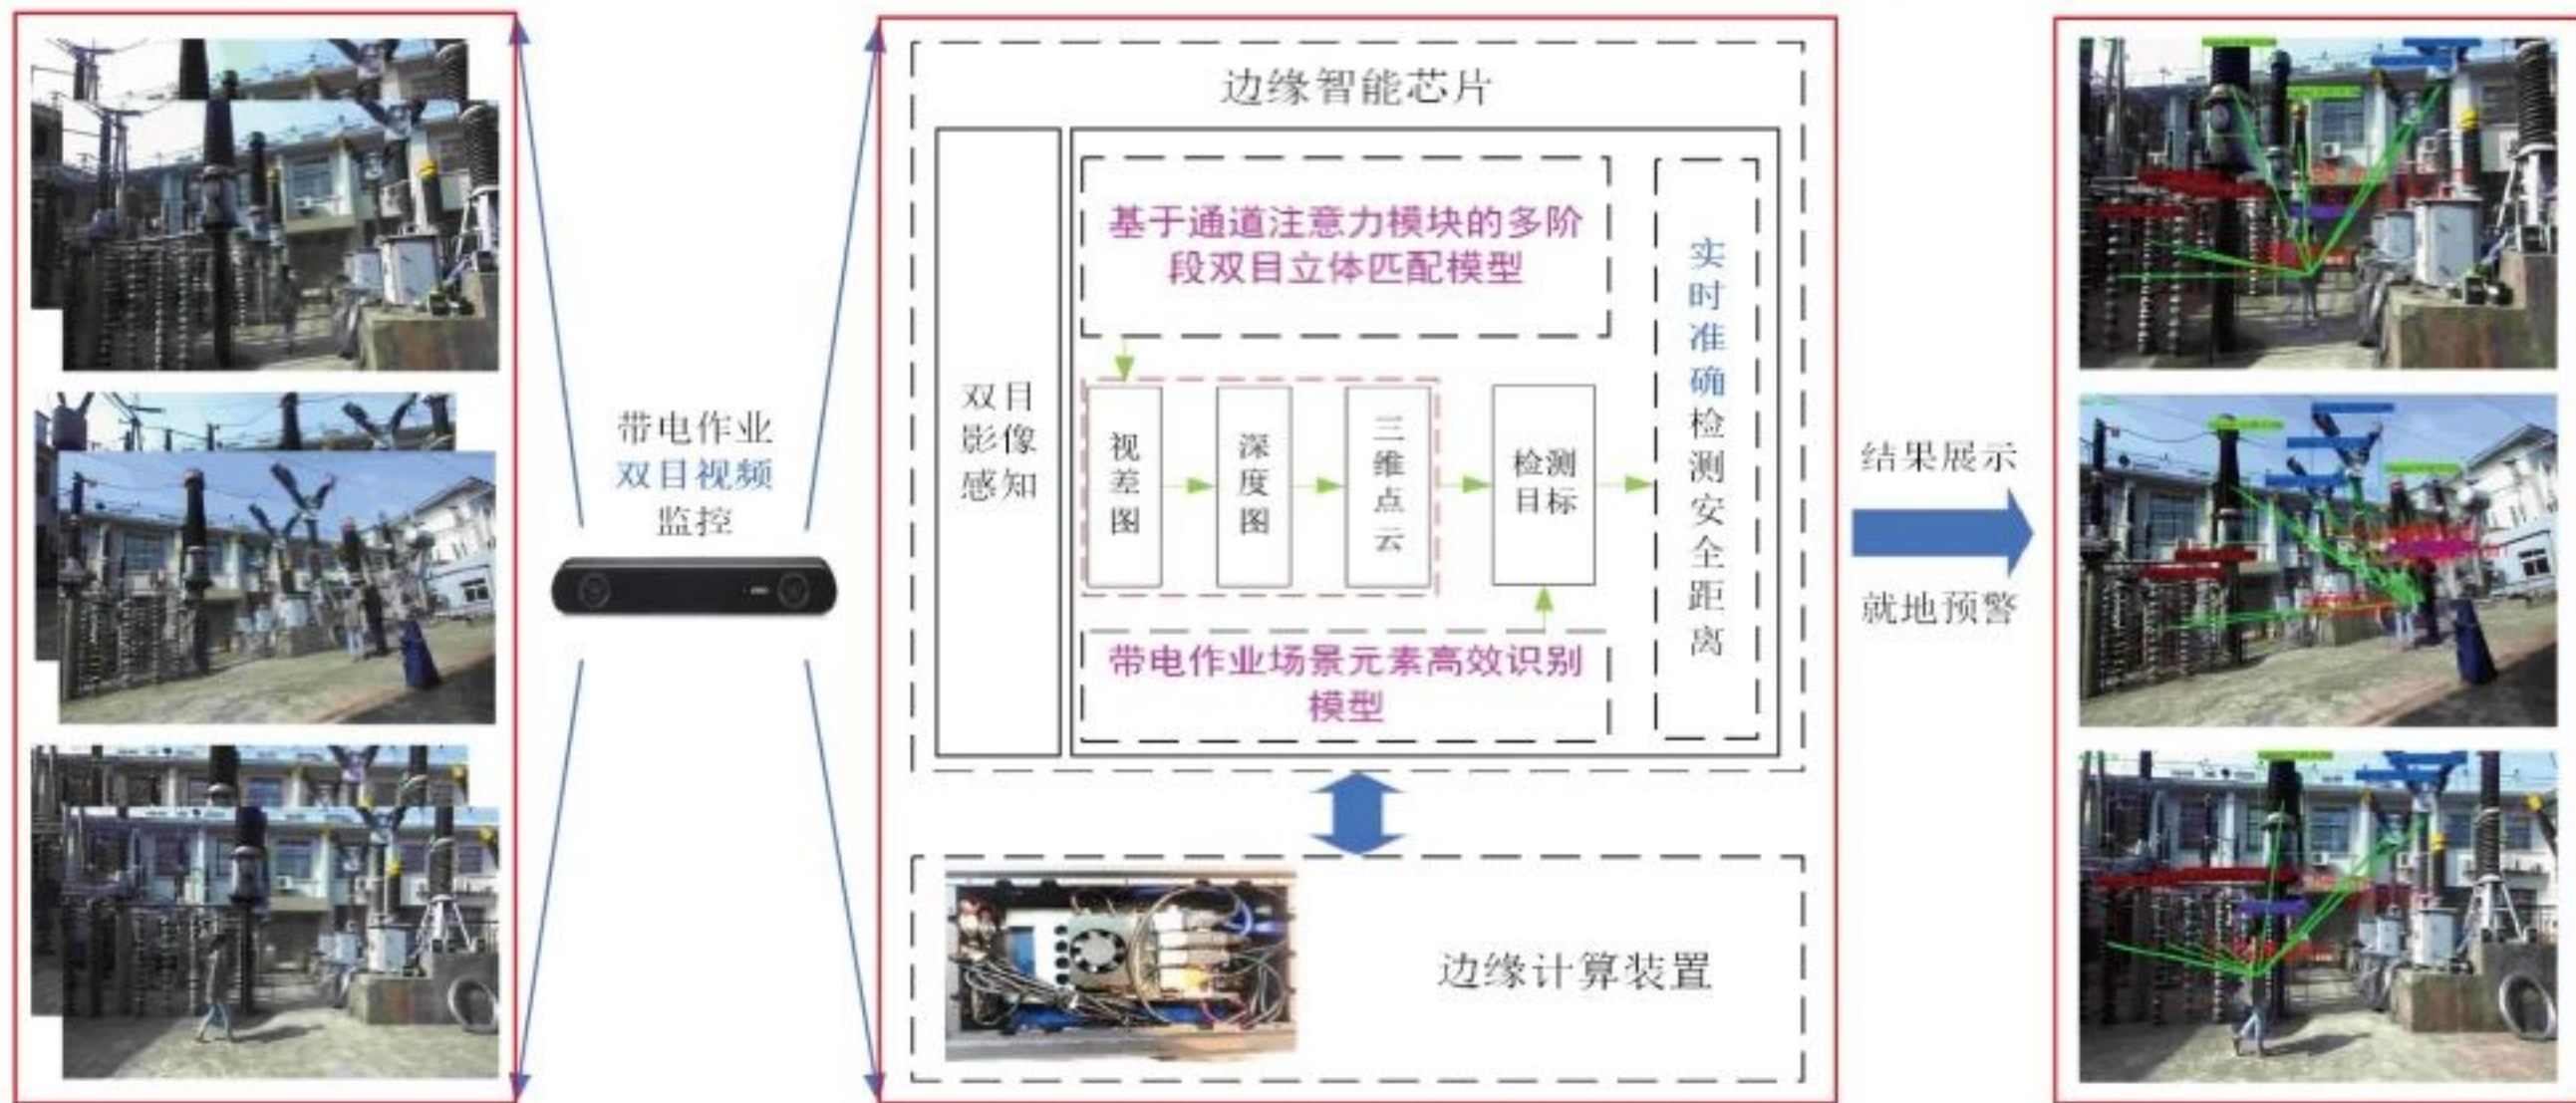 带电作业
双目视频
监控
边缘智能芯片
双目
影像
感知
基于通道注意力模块的多阶
段双目立体匹配模型
视差图
深度图
三维点云
检测
目标
带电作业场景元素高效识别
模型
实时准确检测安全距离
边缘计算装置
结果展示
就地预警